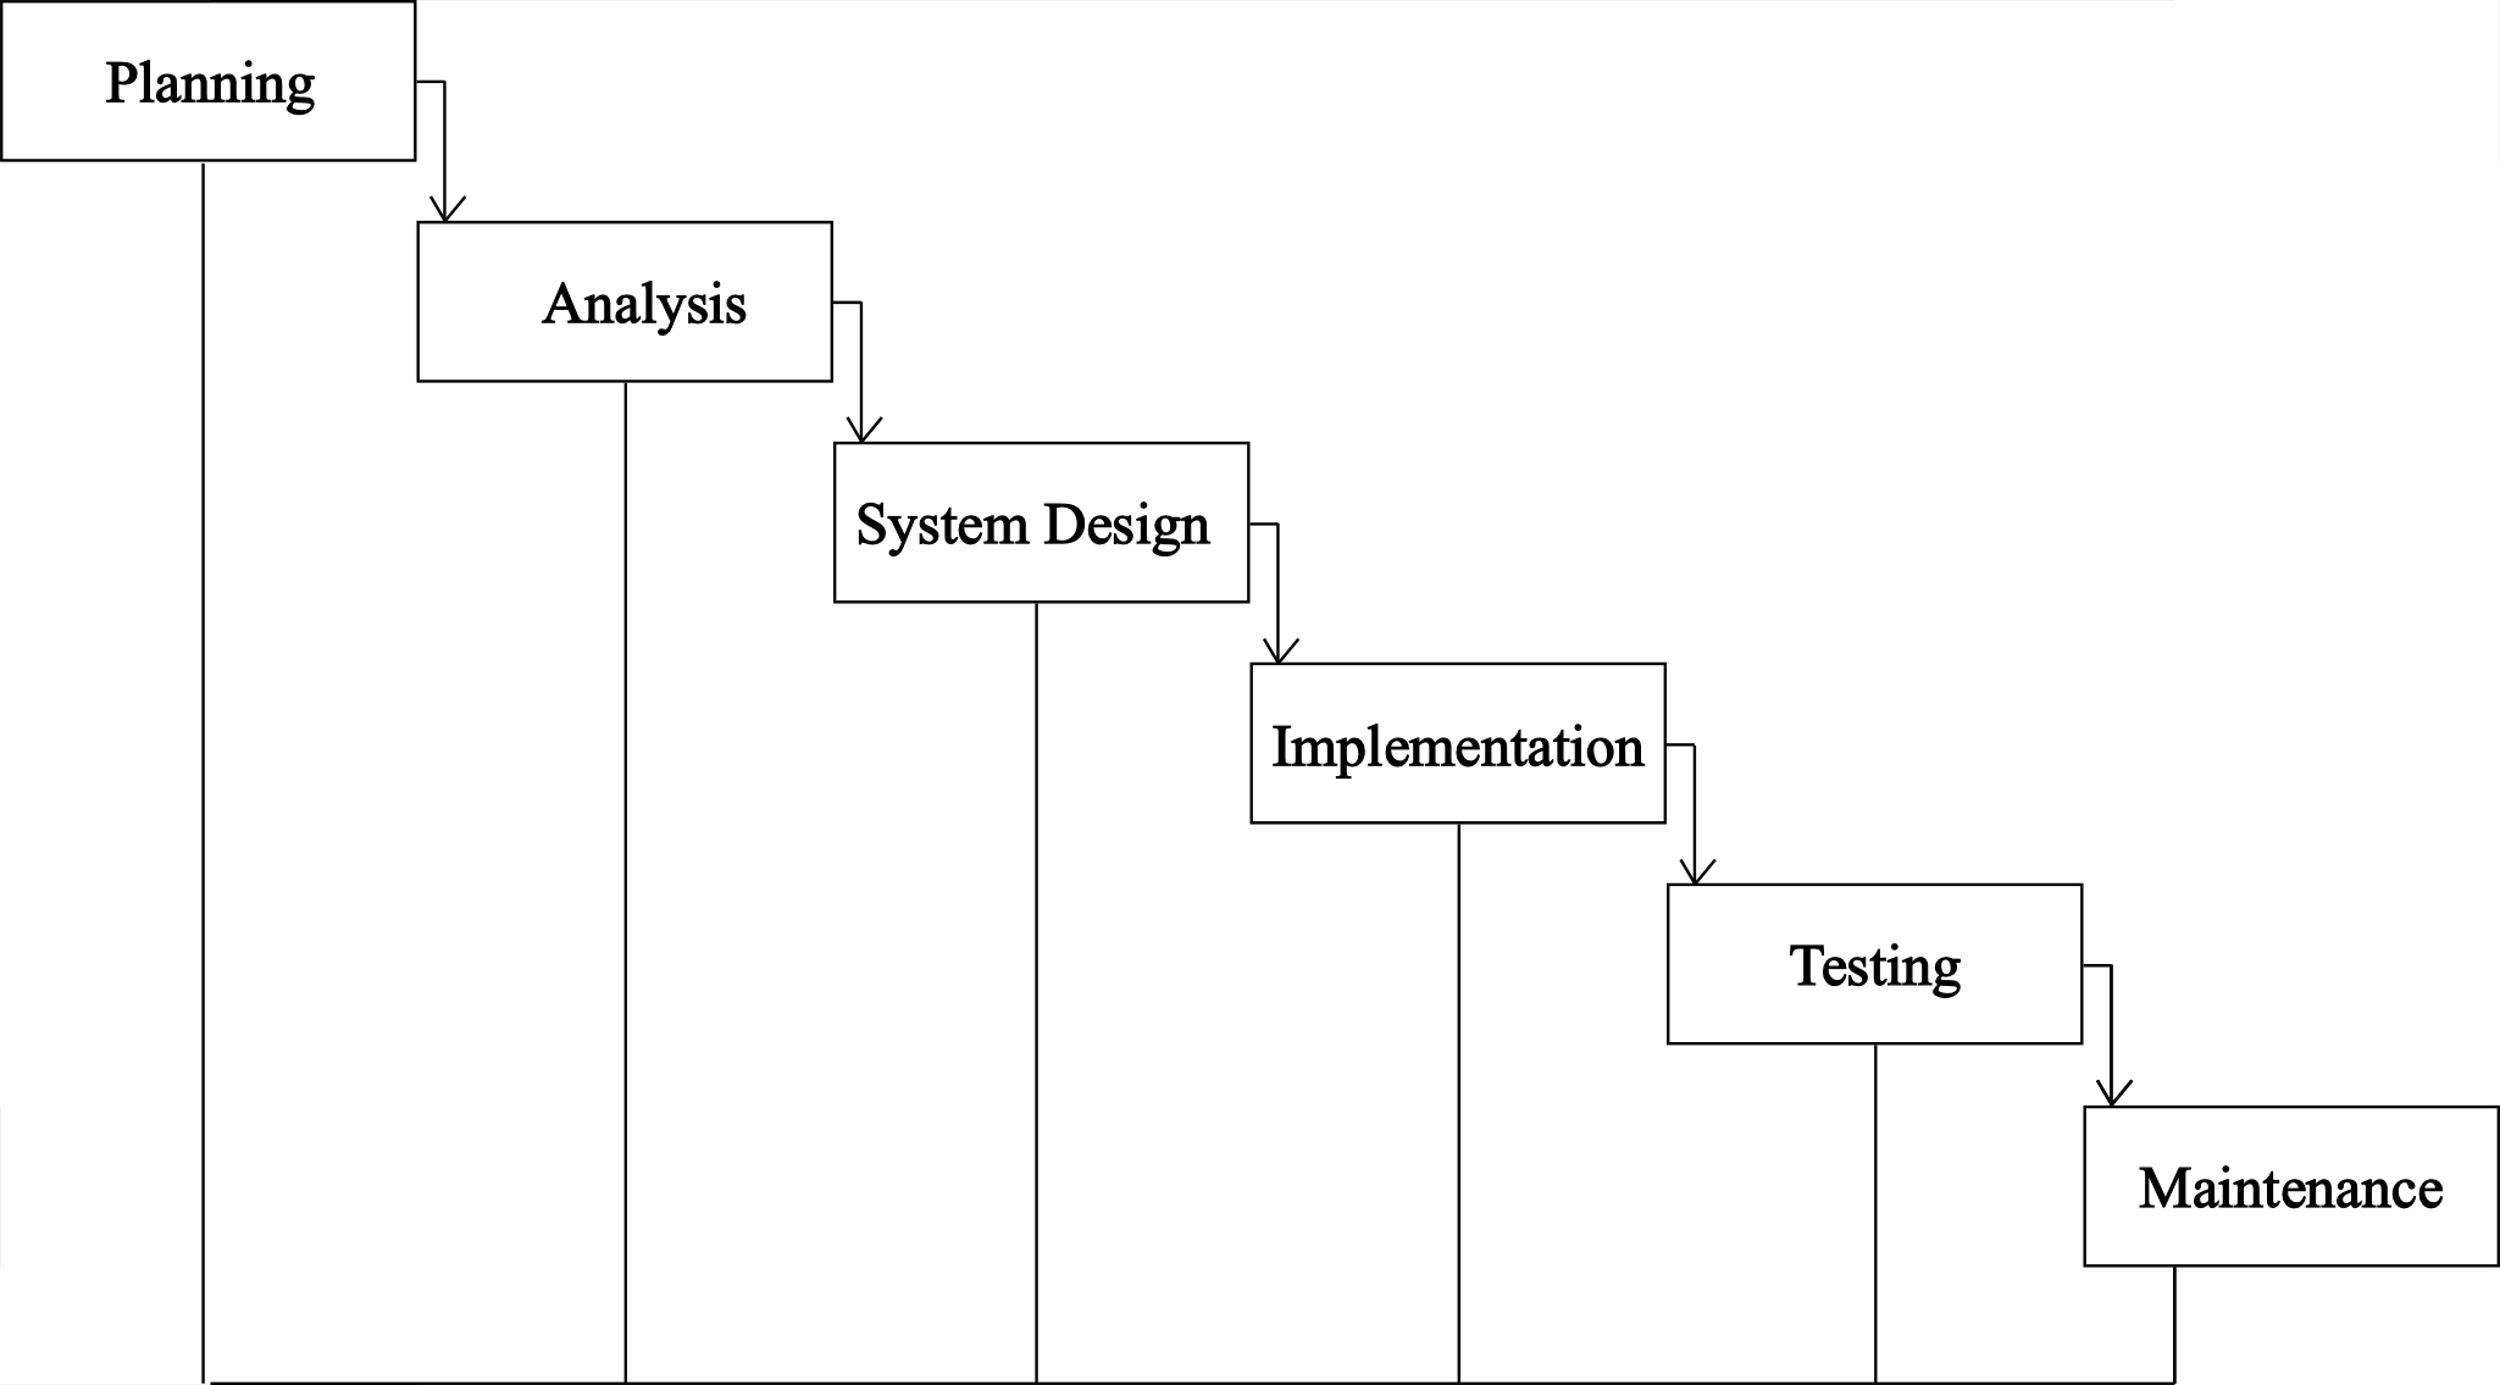 Planning
Analysis
System Design
Implementation
Testing
Maintenance